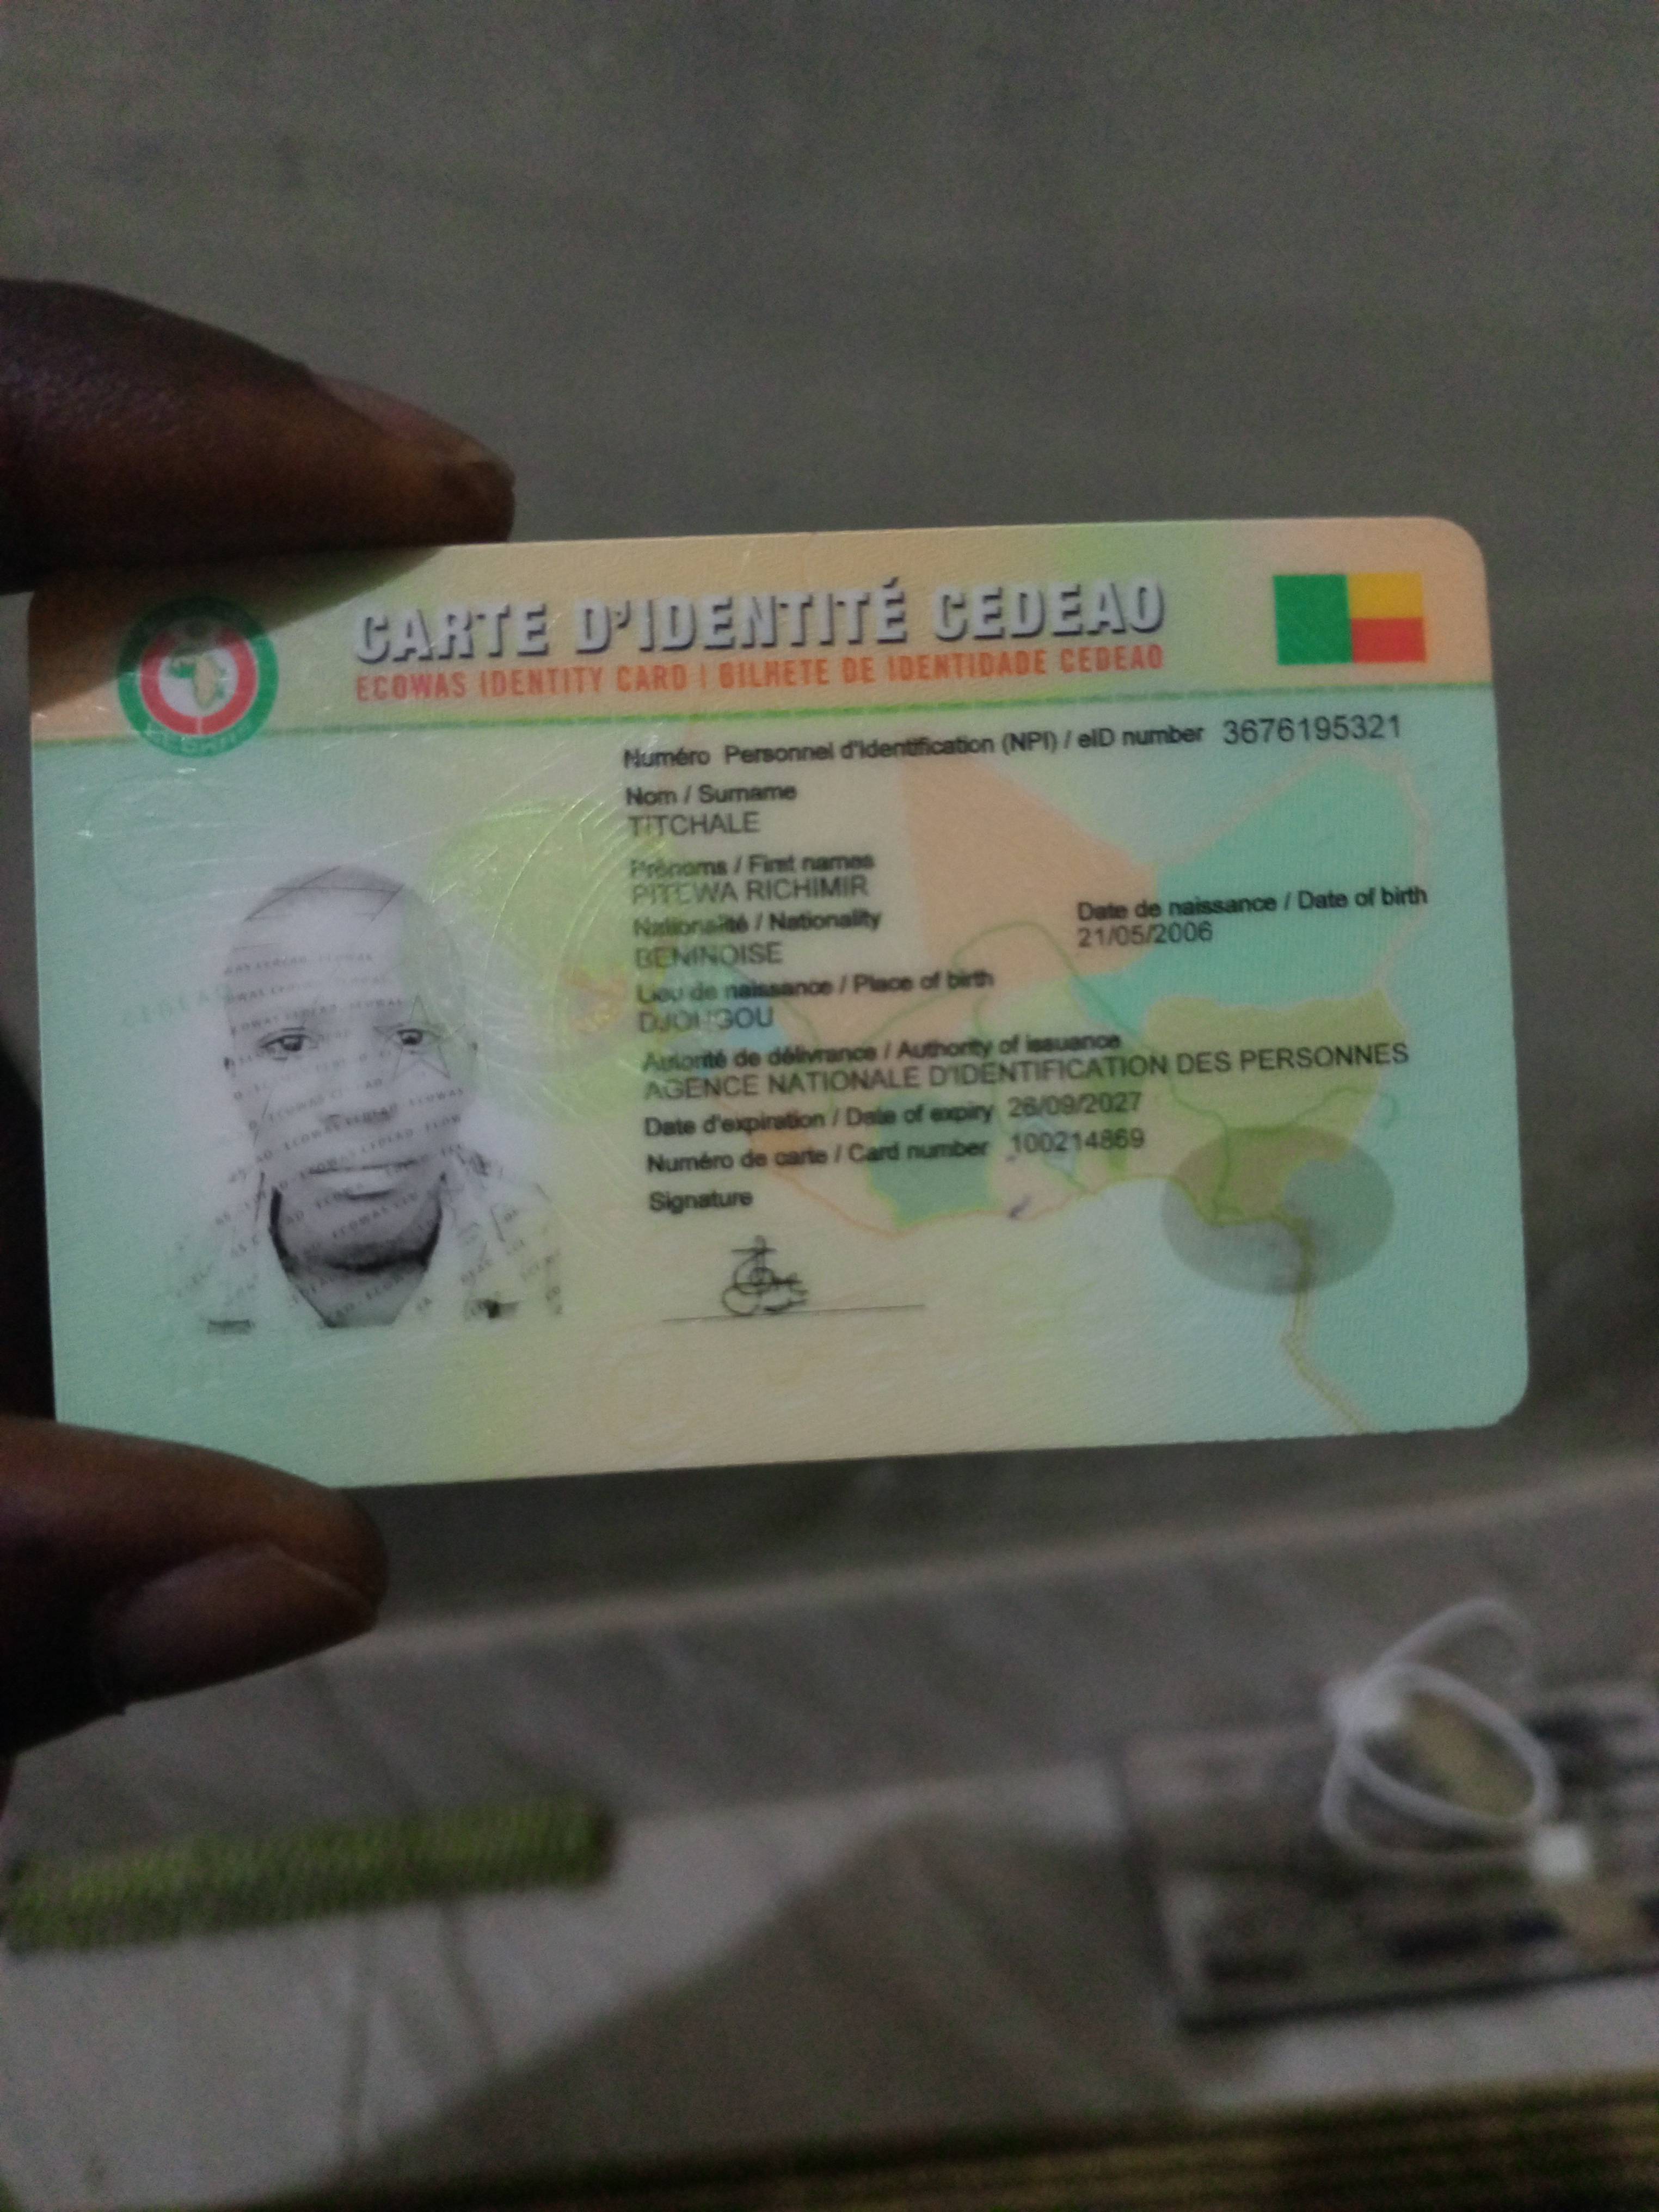 CARTE D'IDENTITÉ CEDEAO
ECOWAS IDENTITY CARD | BILHETE DE IDENTIDADE CEDEAO
Numéro Personnel d'Identification (NPI) / eID number 3676195321
Nom / Surname
TITCHALE
Prénoms / First names
PITEWA RICHIMIR
Nationalité / Nationality
BENINOISE
Date de naissance / Date of birth
21/05/2006
Lieu de naissance / Place of birth
DJOUGOU
Autorité de délivrance / Authority of issuance
AGENCE NATIONALE D'IDENTIFICATION DES PERSONNES
Date d'expiration / Date of expiry 26/09/2027
Numéro de carte / Card number 100214869
Signature